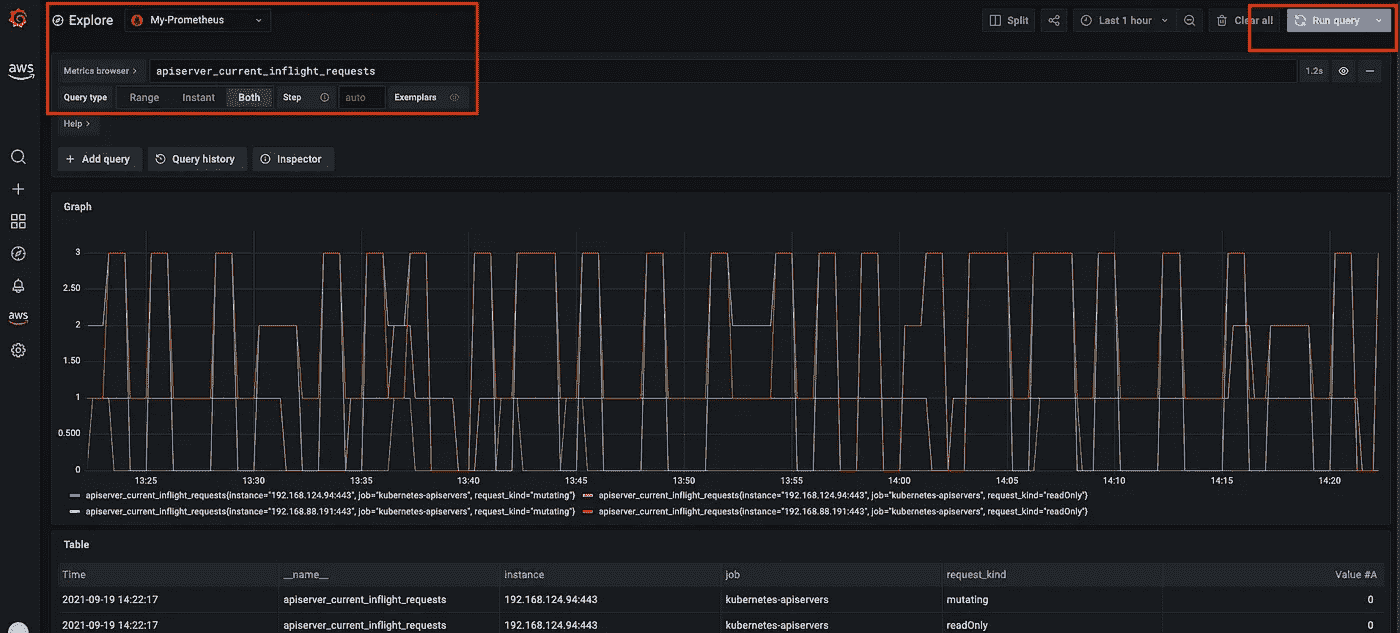 Explore My-Prometheus Split Last 1 hour Clear all Run query
aws
Metrics browser > apiserver_current_inflight_requests 1.2s
Query type Range Instant Both Step auto Exemplars
Help >
+ Add query Query history Inspector
Graph
3
2.50
2
1.50
1
0.500
0
13:25 13:30 13:35 13:40 13:45 13:50 13:55 14:00 14:05 14:10 14:15 14:20
aws
apiserver_current_inflight_requests{instance="192.168.124.94:443", job="kubernetes-apiservers", request_kind="mutating"} apiserver_current_inflight_requests{instance="192.168.124.94:443", job="kubernetes-apiservers", request_kind="readOnly"}
apiserver_current_inflight_requests{instance="192.168.88.191:443", job="kubernetes-apiservers", request_kind="mutating"} apiserver_current_inflight_requests{instance="192.168.88.191:443", job="kubernetes-apiservers", request_kind="readOnly"}
Table
Time __name__ instance job request_kind Value #A
2021-09-19 14:22:17 apiserver_current_inflight_requests 192.168.124.94:443 kubernetes-apiservers mutating 0
2021-09-19 14:22:17 apiserver_current_inflight_requests 192.168.124.94:443 kubernetes-apiservers readOnly 0